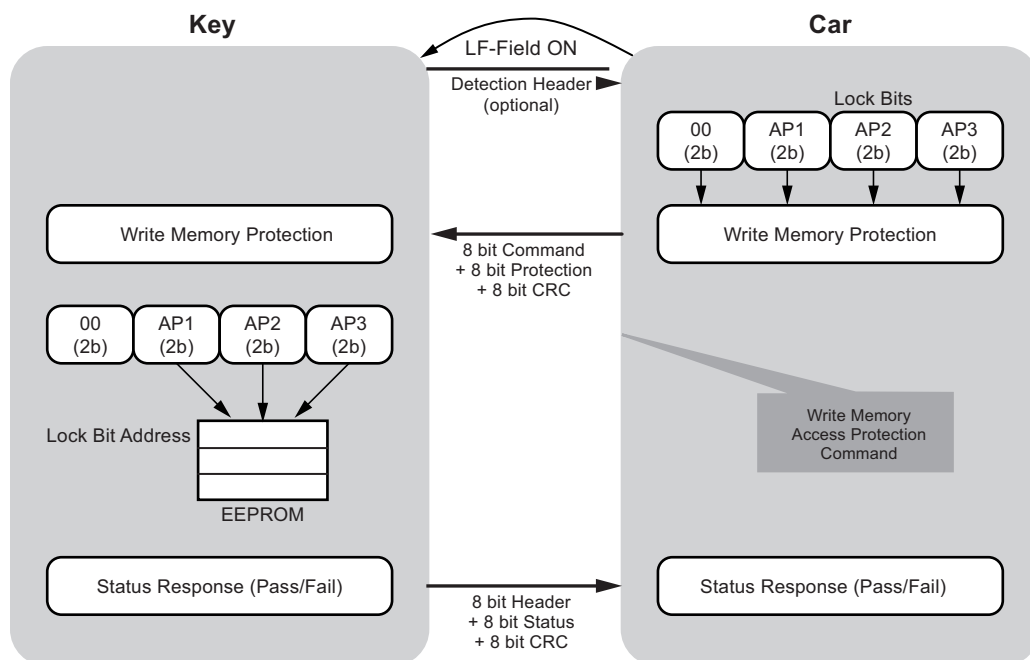 Key
Car
LF-Field ON
Detection Header
(optional)
Lock Bits
00
(2b)
AP1
(2b)
AP2
(2b)
AP3
(2b)
Write Memory Protection
Write Memory Protection
8 bit Command
+ 8 bit Protection
+ 8 bit CRC
00
(2b)
AP1
(2b)
AP2
(2b)
AP3
(2b)
Lock Bit Address
EEPROM
Write Memory
Access Protection
Command
Status Response (Pass/Fail)
Status Response (Pass/Fail)
8 bit Header
+ 8 bit Status
+ 8 bit CRC